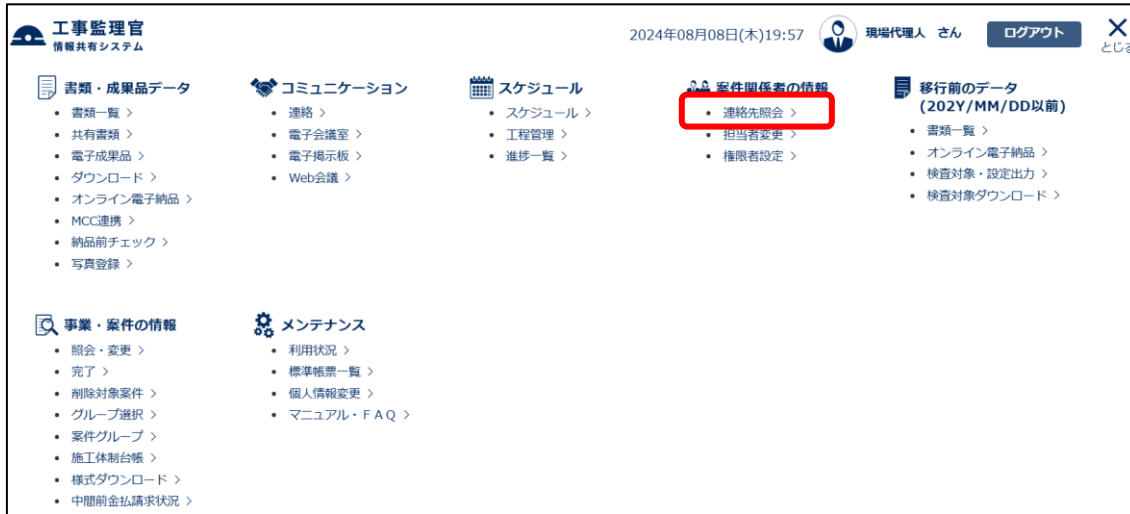 工事監理官
情報共有システム
2024年08月08日(木)19:57
現場代理人 さん
ログアウト
とじる
書類・成果品データ
書類一覧
共有書類
電子成果品
ダウンロード
オンライン電子納品
MCC連携
納品前チェック
写真登録
コミュニケーション
連絡
電子会議室
電子掲示板
Web会議
スケジュール
スケジュール
工程管理
進捗一覧
案件関係者の情報
連絡先照会
担当者変更
権限者設定
移行前のデータ
(202Y/MM/DD以前)
書類一覧
オンライン電子納品
検査対象・設定出力
検査対象ダウンロード
事業・案件の情報
照会・変更
完了
削除対象案件
グループ選択
案件グループ
施工体制台帳
様式ダウンロード
中間前金払請求状況
メンテナンス
利用状況
標準帳票一覧
個人情報変更
マニュアル・ＦＡＱ